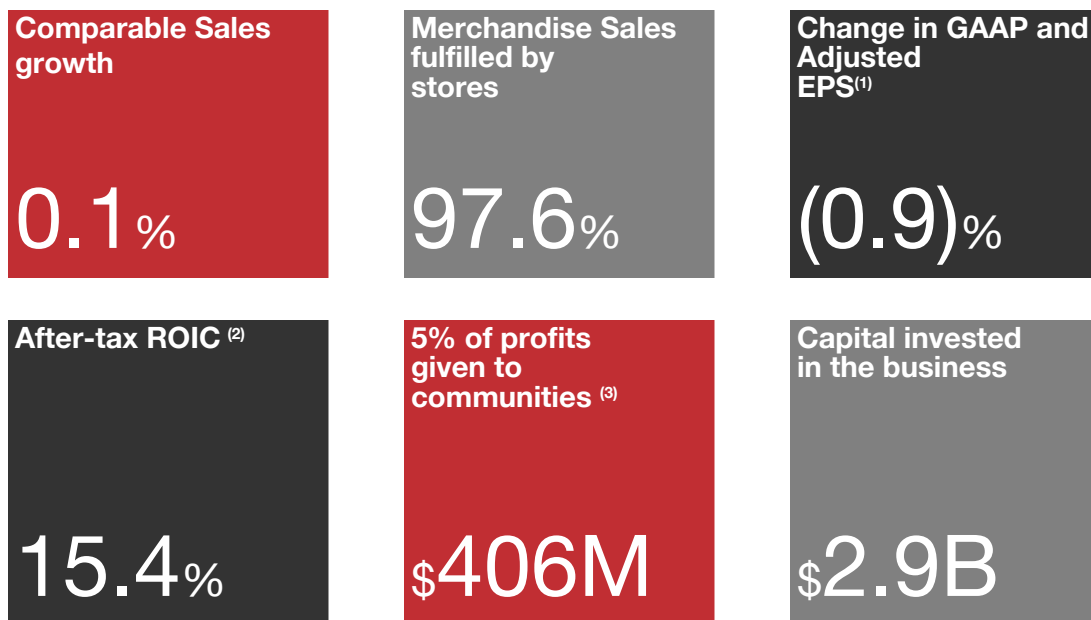 Comparable Sales
growth
0.1%
Merchandise Sales
fulfilled by
stores
97.6%
Change in GAAP and
Adjusted
EPS(1)
(0.9)%
After-tax ROIC (2)
15.4%
5% of profits
given to
communities (3)
$406M
Capital invested
in the business
$2.9B